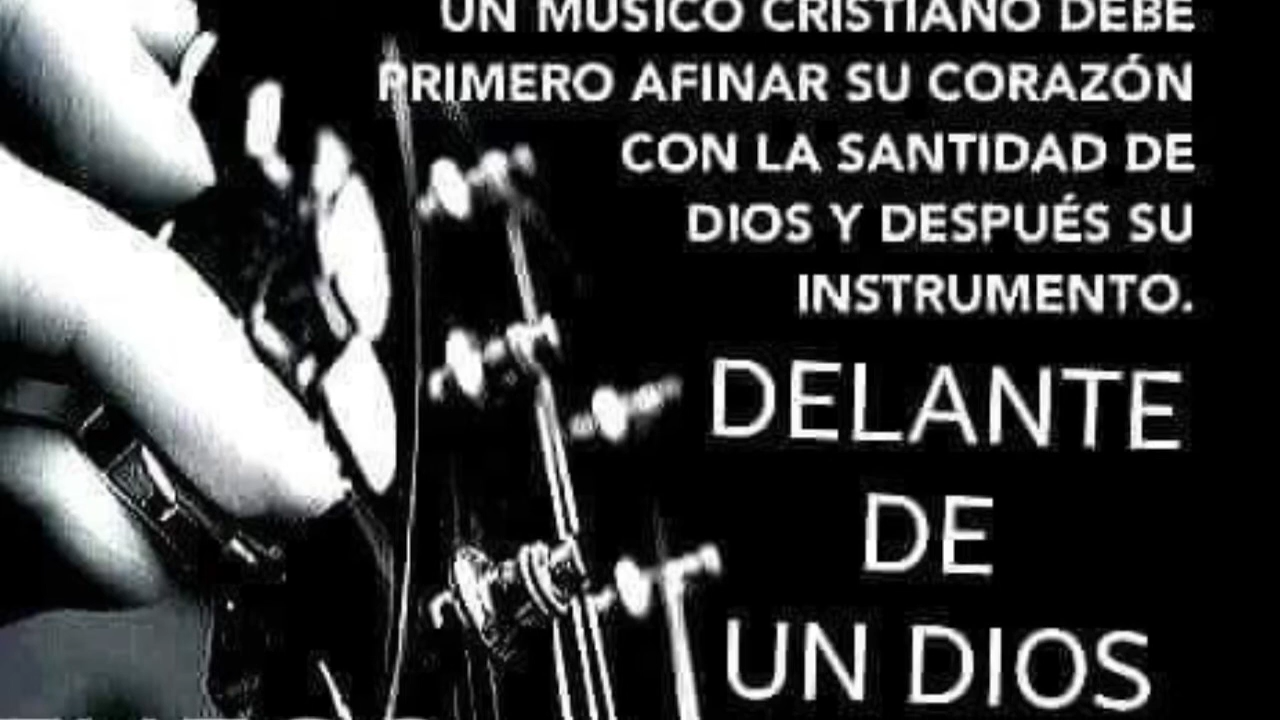 UN MÚSICO CRISTIANO DEBE
PRIMERO AFINAR SU CORAZÓN
CON LA SANTIDAD DE
DIOS Y DESPUÉS SU
INSTRUMENTO.
DELANTE
DE
UN DIOS